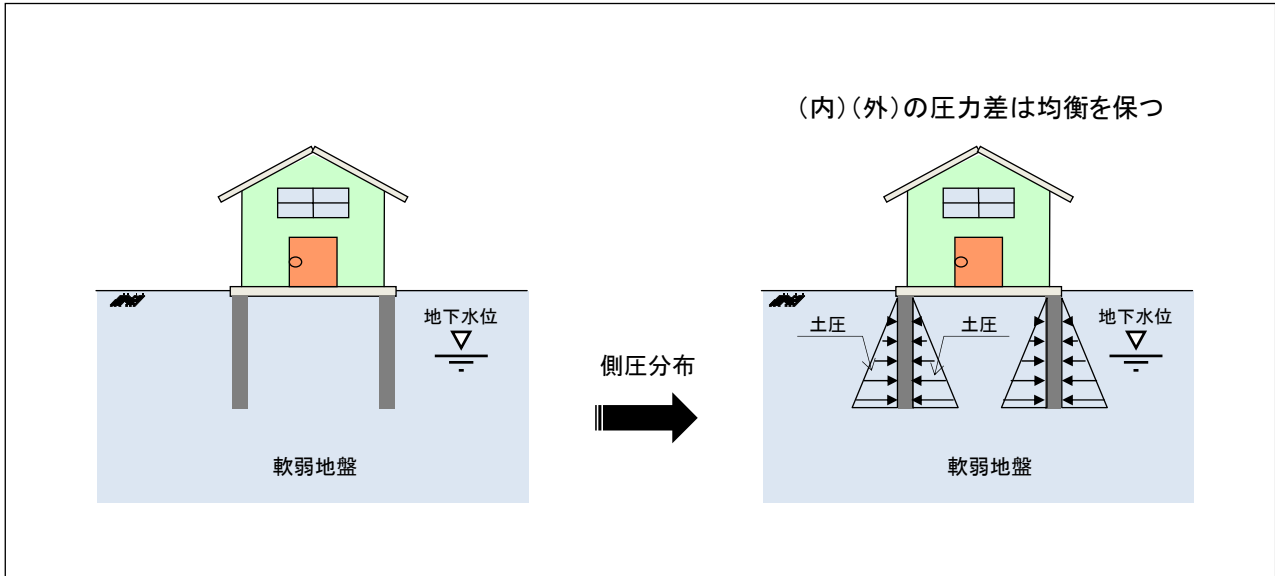 (内)(外)の圧力差は均衡を保つ
地下水位
軟弱地盤
側圧分布
土圧
土圧
地下水位
軟弱地盤